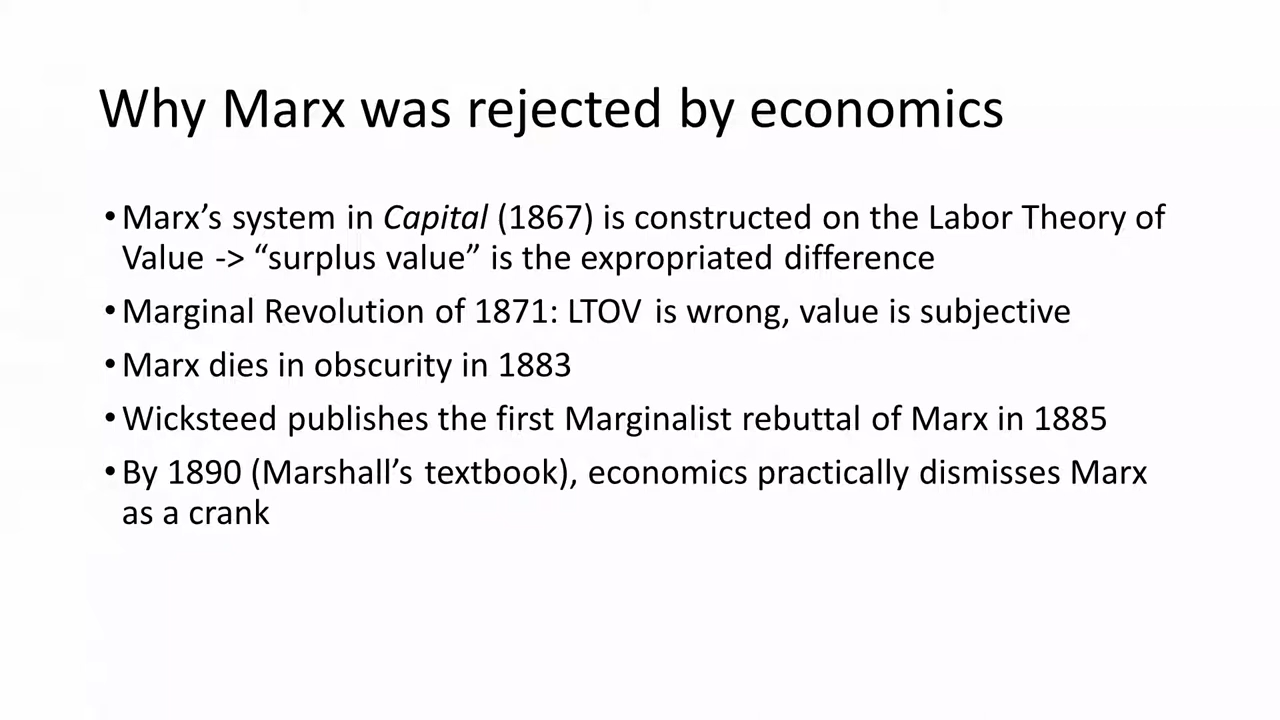 Why Marx was rejected by economics
•Marx’s system in Capital (1867) is constructed on the Labor Theory of
Value -> “surplus value” is the expropriated difference
•Marginal Revolution of 1871: LTOV is wrong, value is subjective
•Marx dies in obscurity in 1883
•Wicksteed publishes the first Marginalist rebuttal of Marx in 1885
•By 1890 (Marshall’s textbook), economics practically dismisses Marx
as a crank